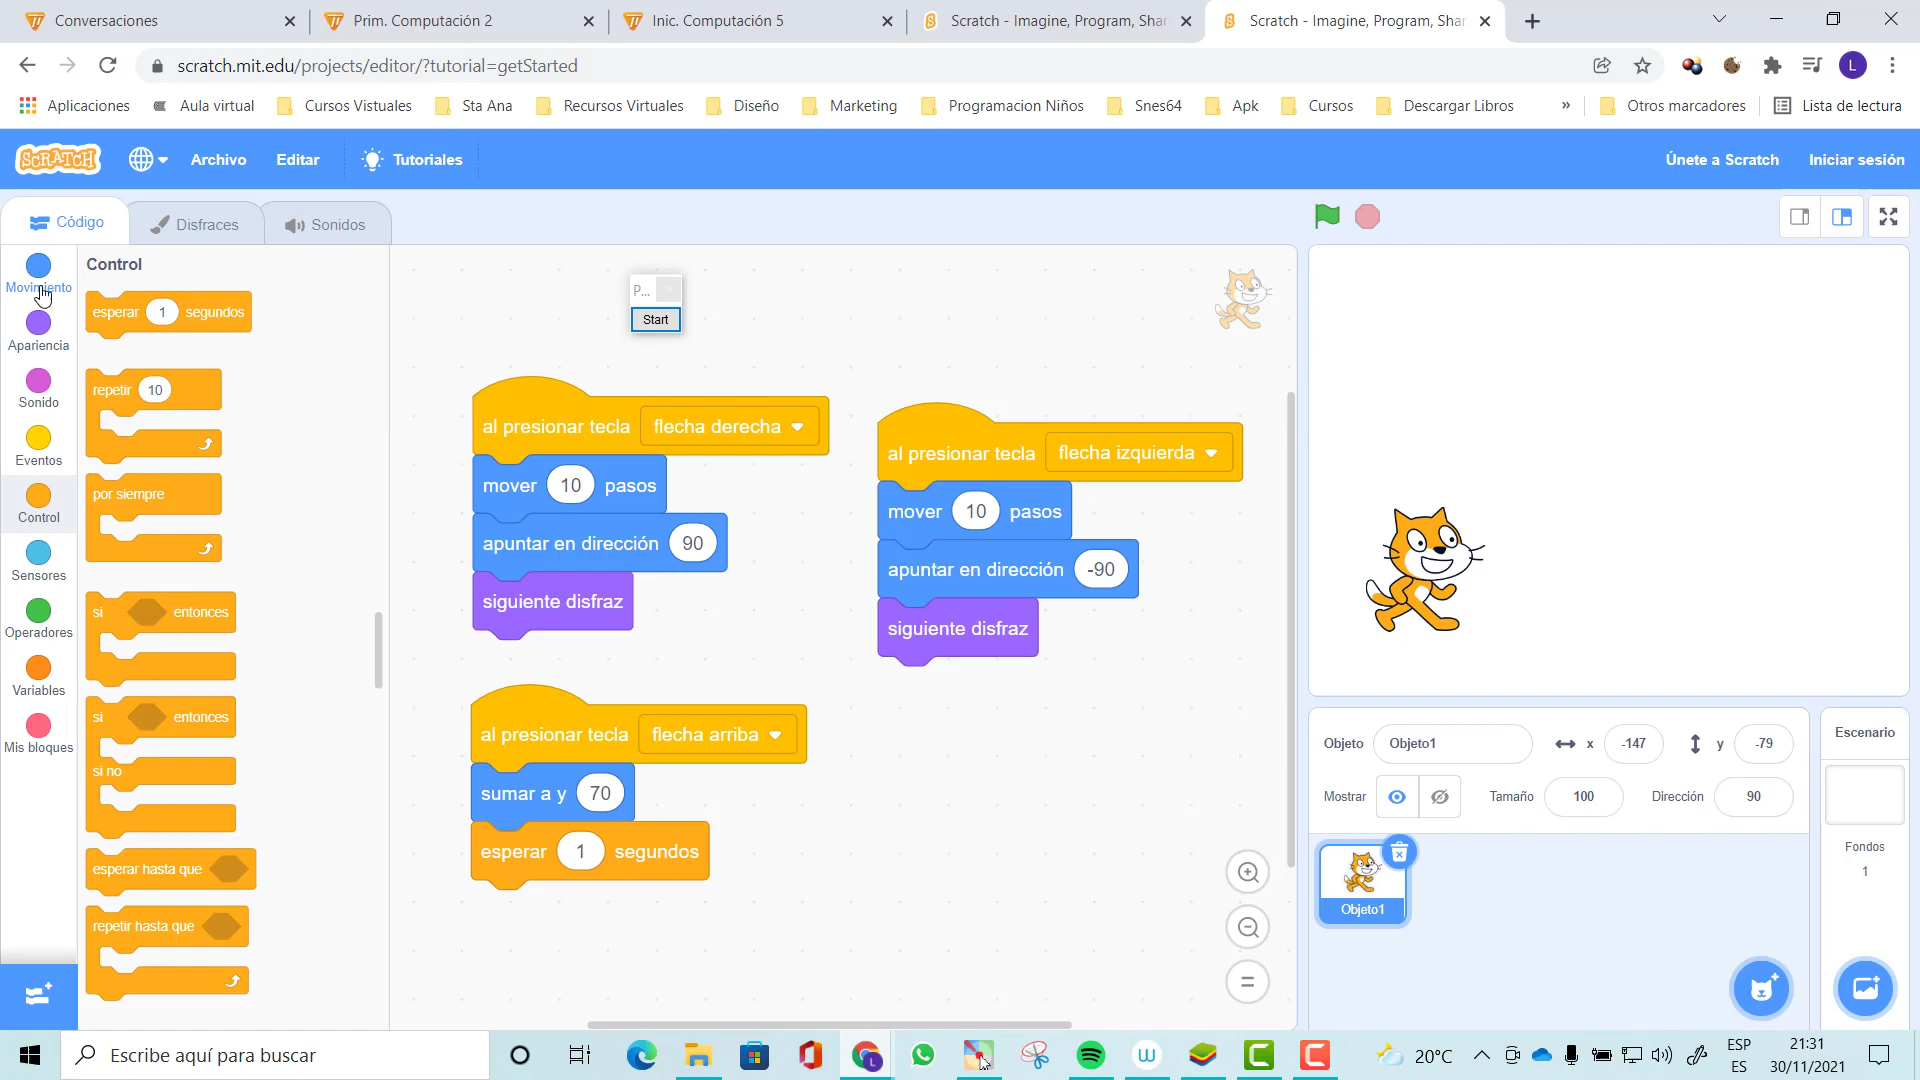 Conversaciones
Prim. Computación 2
Inic. Computación 5
Scratch - Imagine, Program, Shar
Scratch - Imagine, Program, Shar
scratch.mit.edu/projects/editor/?tutorial=getStarted
L
Aplicaciones
Aula virtual
Cursos Vistuales
Sta Ana
Recursos Virtuales
Diseño
Marketing
Programacion Niños
Snes64
Apk
Cursos
Descargar Libros
»
Otros marcadores
Lista de lectura
SCRATCH
Archivo
Editar
Tutoriales
Únete a Scratch
Iniciar sesión
Código
Disfraces
Sonidos
Movimiento
Apariencia
Sonido
Eventos
Control
Sensores
Operadores
Variables
Mis bloques
Control
esperar 1 segundos
repetir 10
por siempre
si entonces
si entonces
si no
esperar hasta que
repetir hasta que
P...
Start
al presionar tecla flecha derecha
mover 10 pasos
apuntar en dirección 90
siguiente disfraz
al presionar tecla flecha izquierda
mover 10 pasos
apuntar en dirección -90
siguiente disfraz
al presionar tecla flecha arriba
sumar a y 70
esperar 1 segundos
Objeto Objeto1 x -147 y -79
Mostrar Tamaño 100 Dirección 90
Objeto1
Escenario
Fondos
1
Escribe aquí para buscar
20°C
ESP
ES
21:31
30/11/2021